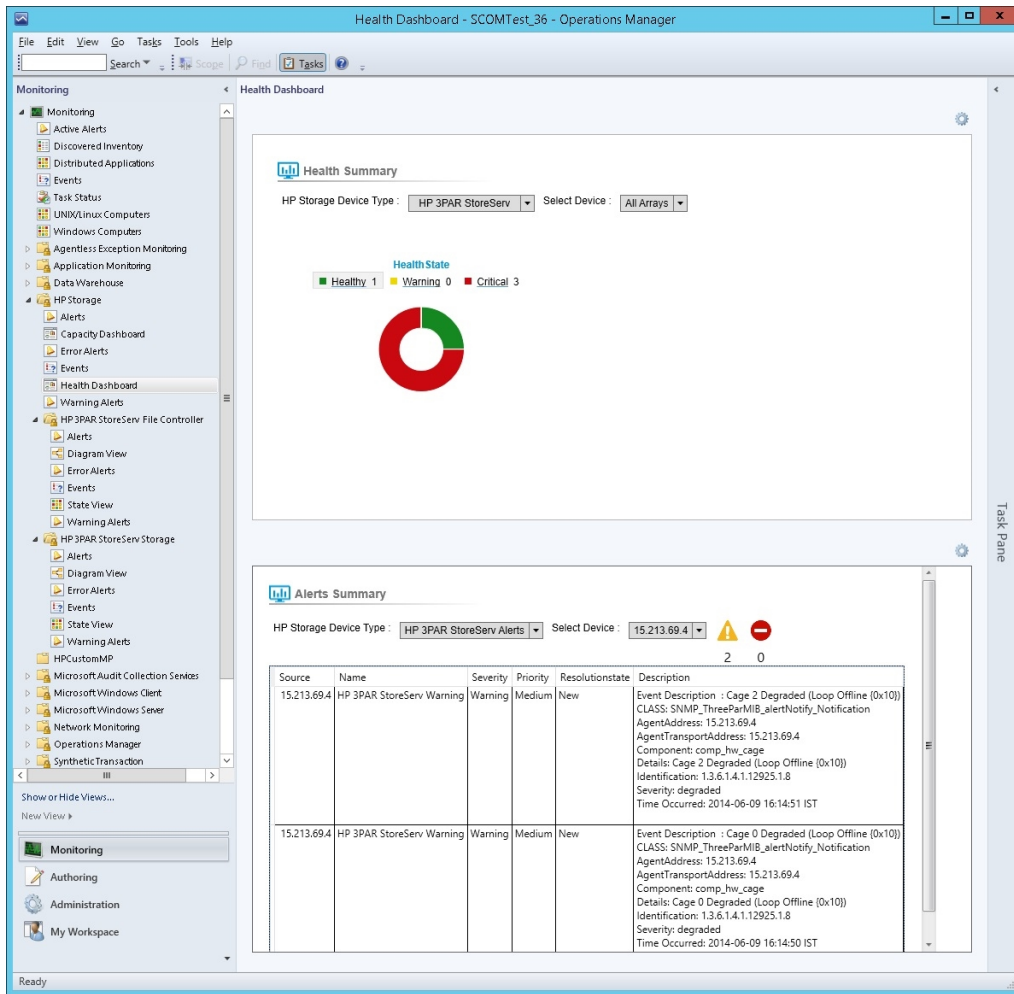 Health Dashboard - SCOMTest_36 - Operations Manager
File Edit View Go Tasks Tools Help
Search Scope Find Tasks
Monitoring
Monitoring
Active Alerts
Discovered Inventory
Distributed Applications
Events
Task Status
UNIX/Linux Computers
Windows Computers
Agentless Exception Monitoring
Application Monitoring
Data Warehouse
HP Storage
Alerts
Capacity Dashboard
Error Alerts
Events
Health Dashboard
Warning Alerts
HP 3PAR StoreServ File Controller
Alerts
Diagram View
Error Alerts
Events
State View
Warning Alerts
HP 3PAR StoreServ Storage
Alerts
Diagram View
Error Alerts
Events
State View
Warning Alerts
HPCustomMP
Microsoft Audit Collection Services
Microsoft Windows Client
Microsoft Windows Server
Network Monitoring
Operations Manager
Synthetic Transaction
Show or Hide Views...
New View
Monitoring
Authoring
Administration
My Workspace
Health Dashboard
Health Summary
HP Storage Device Type : HP 3PAR StoreServ Select Device : All Arrays
Health State
Healthy 1 Warning 0 Critical 3
Alerts Summary
HP Storage Device Type : HP 3PAR StoreServ Alerts Select Device : 15.213.69.4
2 0
Source Name Severity Priority Resolutionstate Description
15.213.69.4 HP 3PAR StoreServ Warning Warning Medium New Event Description : Cage 2 Degraded (Loop Offline {0x10})
CLASS: SNMP_ThreeParMIB_alertNotify_Notification
AgentAddress: 15.213.69.4
AgentTransportAddress: 15.213.69.4
Component: comp_hw_cage
Details: Cage 2 Degraded (Loop Offline {0x10})
Identification: 1.3.6.1.4.1.12925.1.8
Severity: degraded
Time Occurred: 2014-06-09 16:14:51 IST
15.213.69.4 HP 3PAR StoreServ Warning Warning Medium New Event Description : Cage 0 Degraded (Loop Offline {0x10})
CLASS: SNMP_ThreeParMIB_alertNotify_Notification
AgentAddress: 15.213.69.4
AgentTransportAddress: 15.213.69.4
Component: comp_hw_cage
Details: Cage 0 Degraded (Loop Offline {0x10})
Identification: 1.3.6.1.4.1.12925.1.8
Severity: degraded
Time Occurred: 2014-06-09 16:14:50 IST
Task Pane
Ready